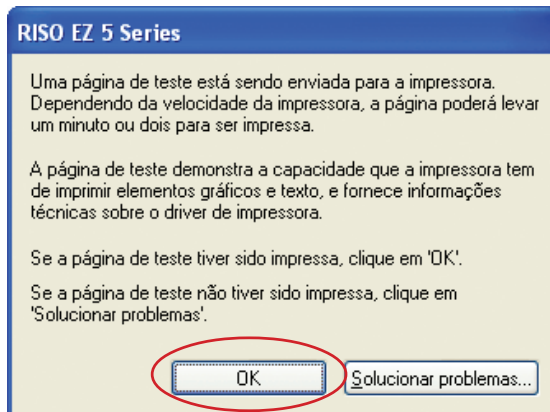 RISO EZ 5 Series
Uma página de teste está sendo enviada para a impressora.
Dependendo da velocidade da impressora, a página poderá levar
um minuto ou dois para ser impressa.
A página de teste demonstra a capacidade que a impressora tem
de imprimir elementos gráficos e texto, e fornece informações
técnicas sobre o driver de impressora.
Se a página de teste tiver sido impressa, clique em 'OK'.
Se a página de teste não tiver sido impressa, clique em
'Solucionar problemas'.
OK
Solucionar problemas...